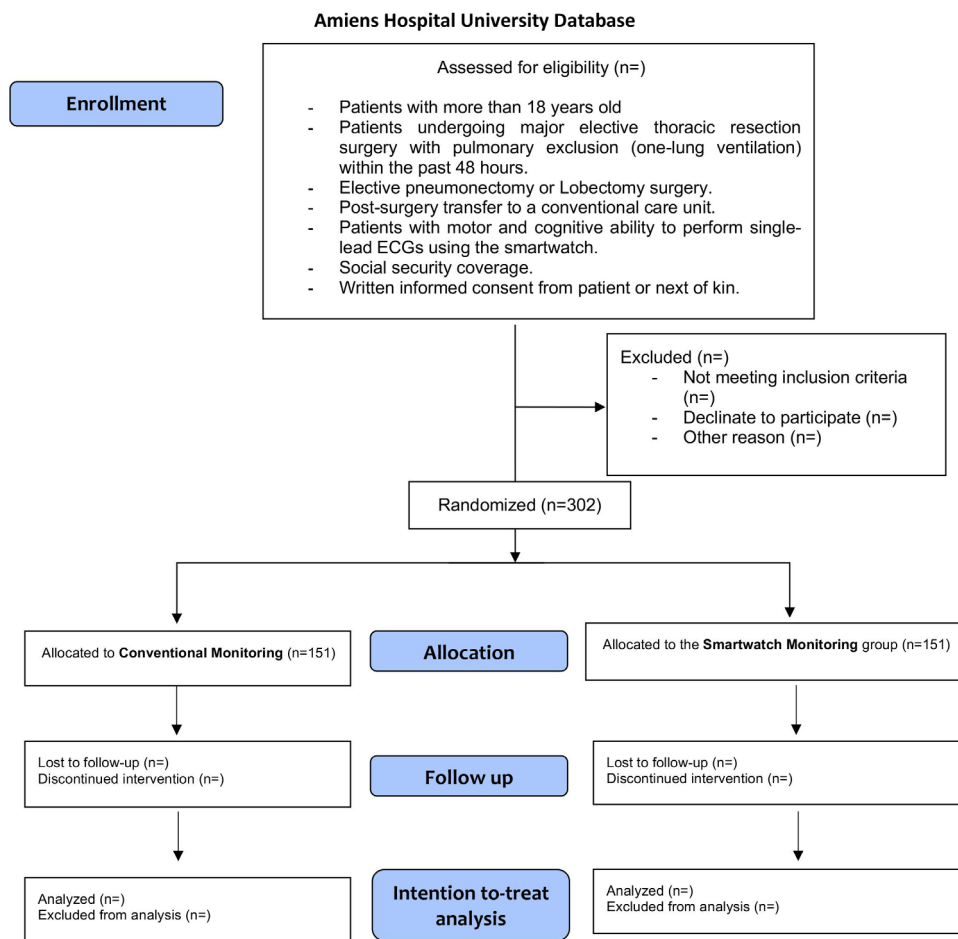 Amiens Hospital University Database
Enrollment
Assessed for eligibility (n=)
- Patients with more than 18 years old
- Patients undergoing major elective thoracic resection
surgery with pulmonary exclusion (one-lung ventilation)
within the past 48 hours.
- Elective pneumonectomy or Lobectomy surgery.
- Post-surgery transfer to a conventional care unit.
- Patients with motor and cognitive ability to perform single-
lead ECGs using the smartwatch.
- Social security coverage.
- Written informed consent from patient or next of kin.
Excluded (n=)
- Not meeting inclusion criteria
(n=)
- Declinate to participate (n=)
- Other reason (n=)
Randomized (n=302)
Allocated to Conventional Monitoring (n=151)
Allocation
Allocated to the Smartwatch Monitoring group (n=151)
Lost to follow-up (n=)
Discontinued intervention (n=)
Follow up
Lost to follow-up (n=)
Discontinued intervention (n=)
Analyzed (n=)
Excluded from analysis (n=)
Intention to-treat
analysis
Analyzed (n=)
Excluded from analysis (n=)